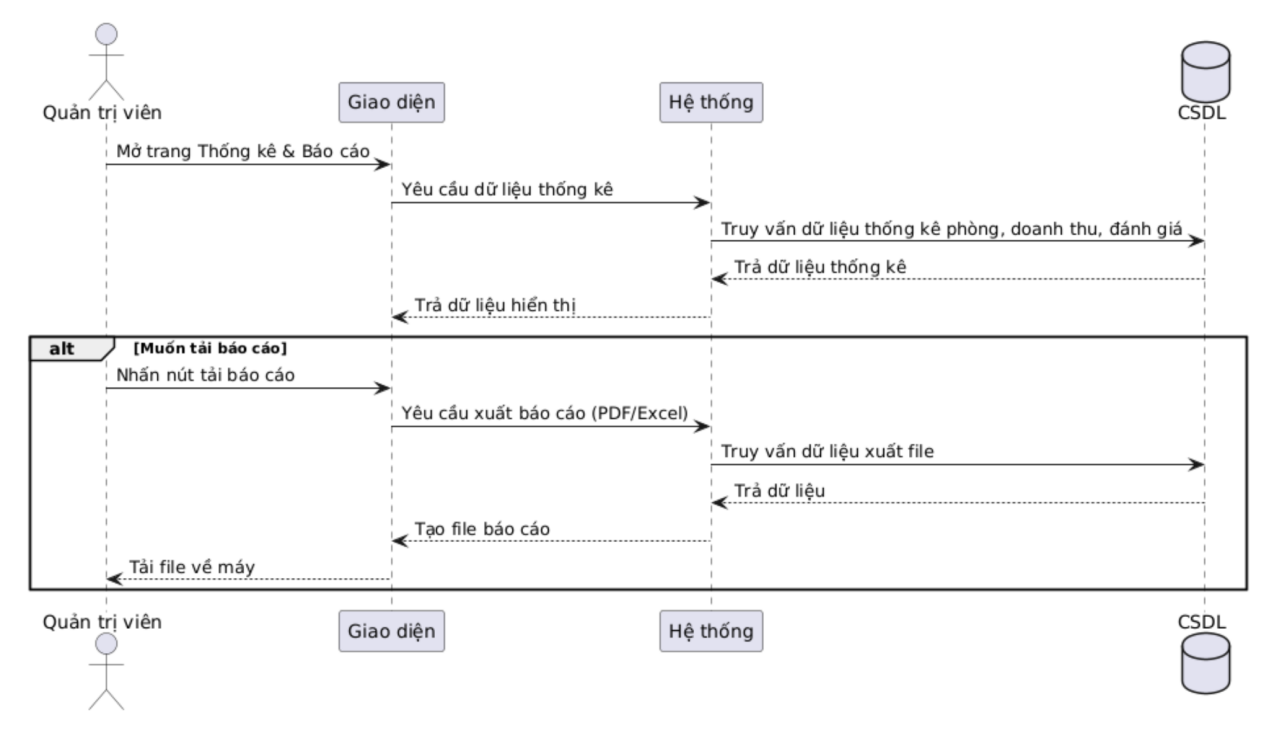 Quản trị viên
Giao diện
Hệ thống
CSDL
Mở trang Thống kê & Báo cáo
Yêu cầu dữ liệu thống kê
Truy vấn dữ liệu thống kê phòng, doanh thu, đánh giá
Trả dữ liệu thống kê
Trả dữ liệu hiển thị
alt [Muốn tải báo cáo]
Nhấn nút tải báo cáo
Yêu cầu xuất báo cáo (PDF/Excel)
Truy vấn dữ liệu xuất file
Trả dữ liệu
Tạo file báo cáo
Tải file về máy
Quản trị viên
Giao diện
Hệ thống
CSDL